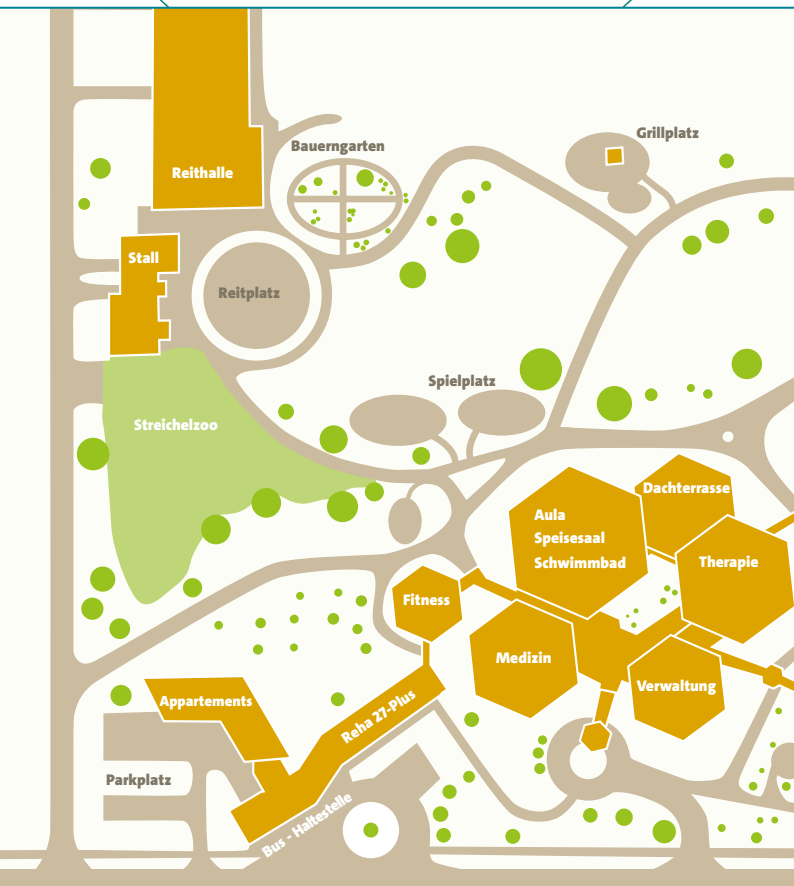 Grillplatz
Bauerngarten
Reithalle
Stall
Reitplatz
Spielplatz
Streichelzoo
Dachterrasse
Aula
Speisesaal
Schwimmbad
Therapie
Fitness
Medizin
Verwaltung
Appartements
Reha 27-Plus
Parkplatz
Bus - Haltestelle